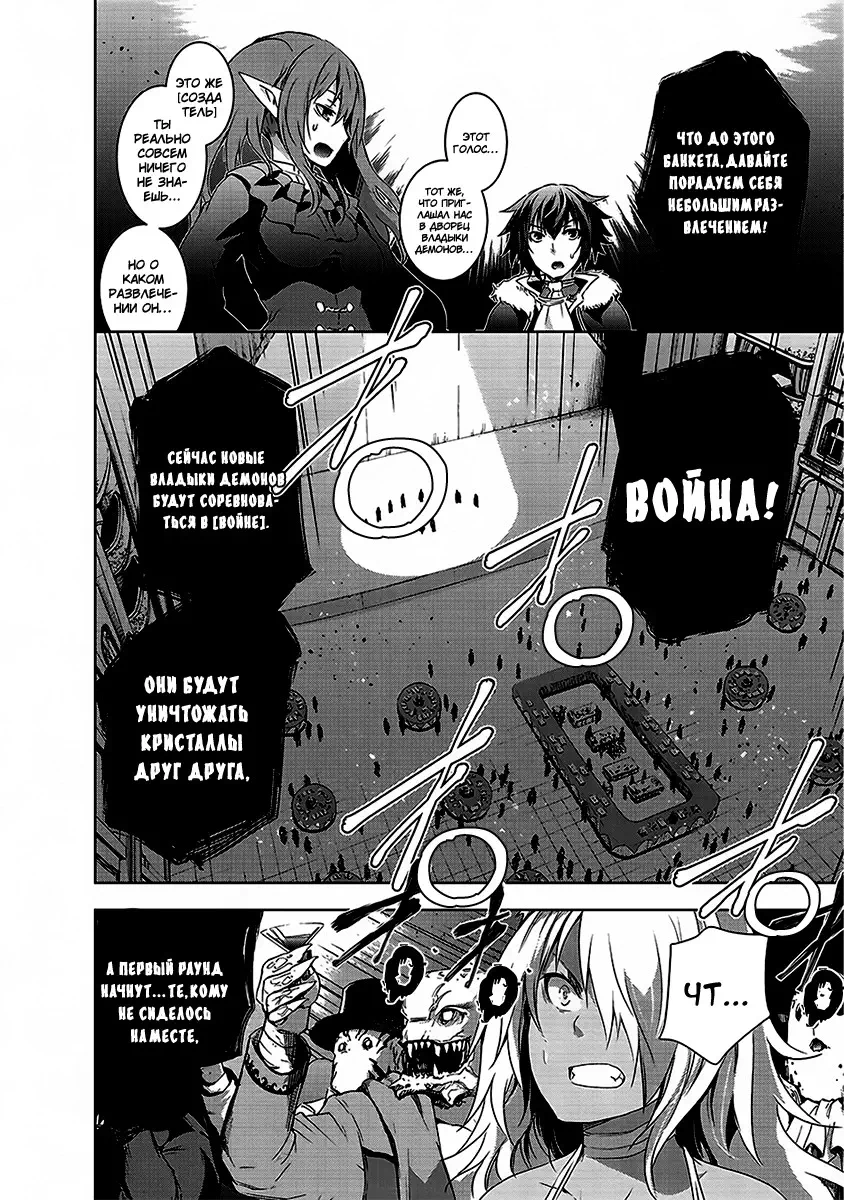 ЧТО ДО ЭТОГО
БАНКЕТА, ДАВАЙТЕ
ПОРАДУЕМ СЕБЯ
НЕБОЛЬШИМ РАЗ-
ВЛЕЧЕНИЕМ!
ЭТОТ
ГОЛОС...
ТОТ ЖЕ,
ЧТО ПРИГ-
ЛАШАЛ НАС
В ДВОРЕЦ
ВЛАДЫКИ
ДЕМОНОВ...
ЭТО ЖЕ
[СОЗДА
ТЕЛЬ]
ТЫ
РЕАЛЬНО
СОВСЕМ
НИЧЕГО
НЕ ЗНА-
ЕШЬ...
НО О
КАКОМ
РАЗВЛЕЧЕ-
НИИ ОН...
ВОЙНА!
СЕЙЧАС НОВЫЕ
ВЛАДЫКИ ДЕМОНОВ
БУДУТ СОРЕВНОВА-
ТЬСЯ В [ВОЙНЕ].
ОНИ БУДУТ
УНИЧТОЖАТЬ
КРИСТАЛЛЫ
ДРУГ ДРУГА.
ЧТ...
А ПЕРВЫЙ РАУНД
НАЧНУТ... ТЕ, КОМУ
НЕ СИДЕЛОСЬ
НА МЕСТЕ.